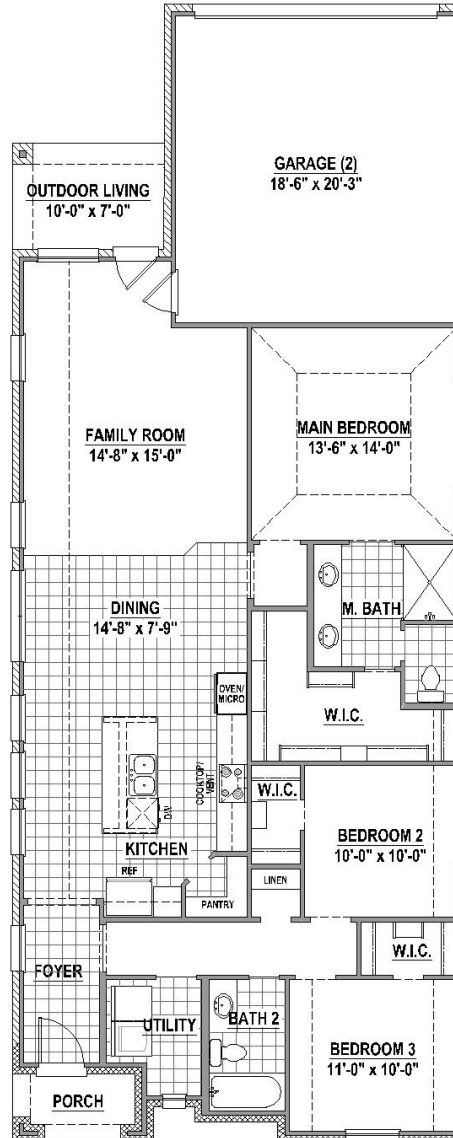 GARAGE (2)
18'-6" x 20'-3"
OUTDOOR LIVING
10'-0" x 7'-0"
FAMILY ROOM
14'-8" x 15'-0"
MAIN BEDROOM
13'-6" x 14'-0"
DINING
14'-8" x 7'-9"
M. BATH
OVEN/
MICRO
W.I.C.
COOKTOP/
VENT
W.I.C.
D/W
KITCHEN
BEDROOM 2
10'-0" x 10'-0"
REF
LINEN
PANTRY
W.I.C.
FOYER
UTILITY
BATH 2
BEDROOM 3
11'-0" x 10'-0"
PORCH